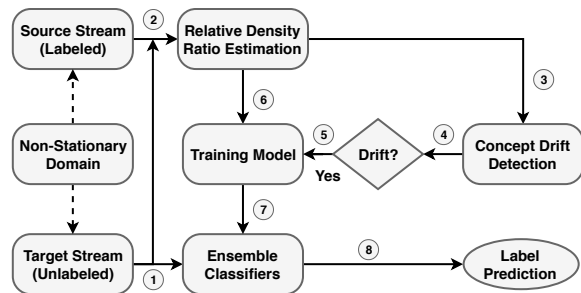 Source Stream
(Labeled)
2
Relative Density
Ratio Estimation
3
6
Non-Stationary
Domain
Training Model
5
Yes
Drift?
4
Concept Drift
Detection
7
Target Stream
(Unlabeled)
1
Ensemble
Classifiers
8
Label
Prediction